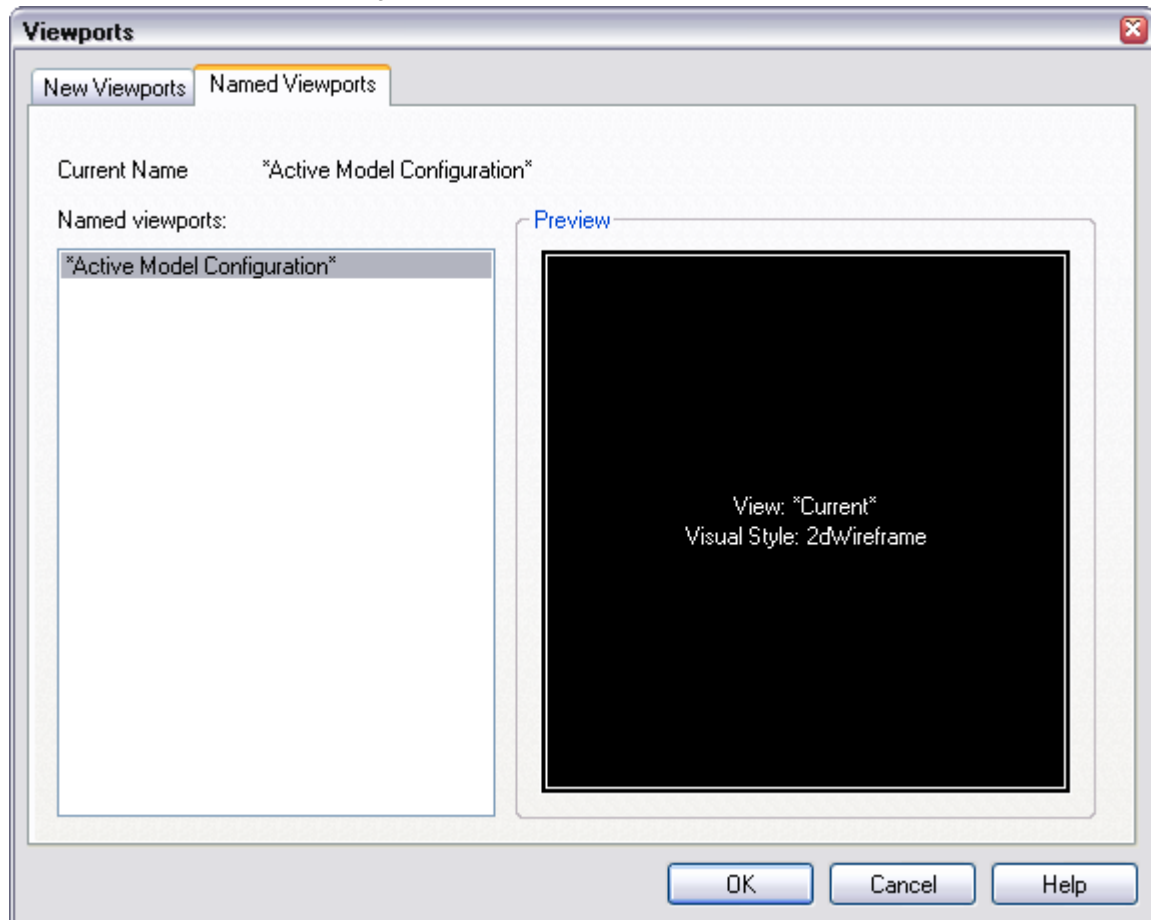 Viewports
New Viewports
Named Viewports
Current Name
*Active Model Configuration*
Named viewports:
*Active Model Configuration*
Preview
View: *Current*
Visual Style: 2dWireframe
OK
Cancel
Help